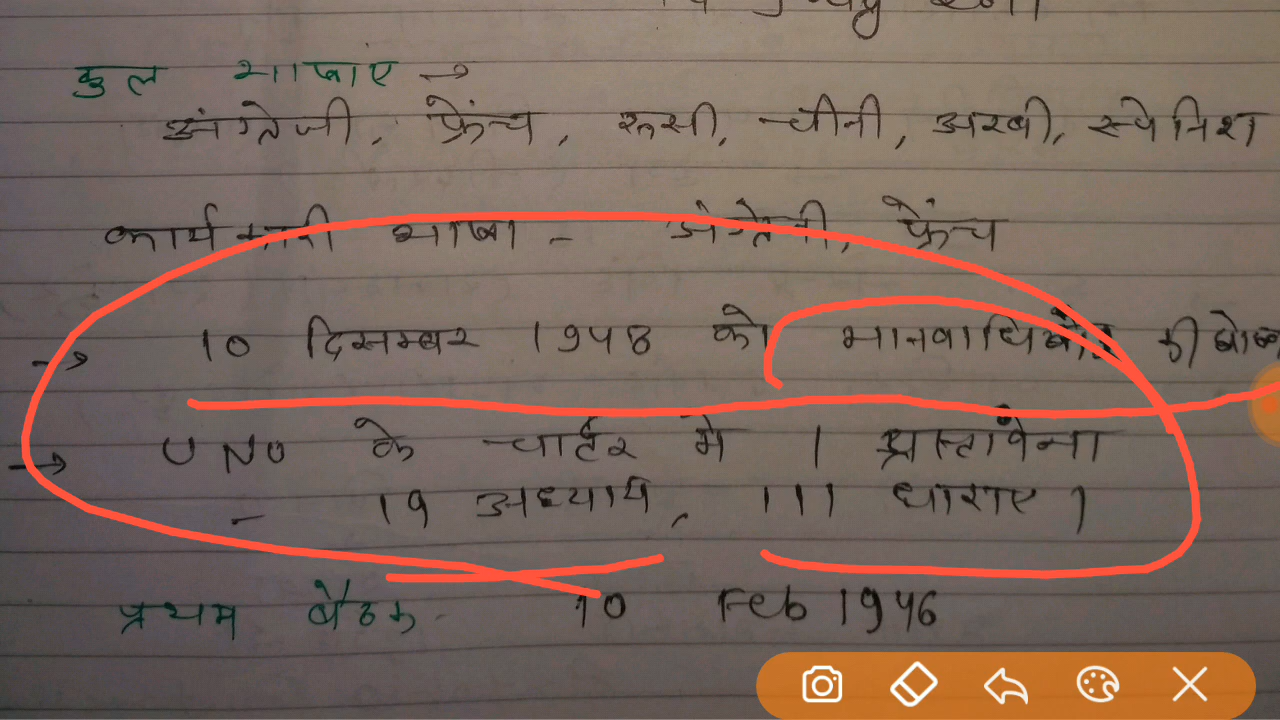 कुल भाषाए →
अंग्रेजी, फ्रेंच, रूसी, चीनी, अरबी, स्पेनिश
कार्यकारी भाषा - अंग्रेजी, फ्रेंच
→ 10 दिसम्बर 1948 को मानवाधिकारो की घोष
→ UNO के चार्टर मे 1 प्रस्तावना
- 19 अध्याय, 111 धाराए ।
प्रथम बैठक - 10 Feb 1946